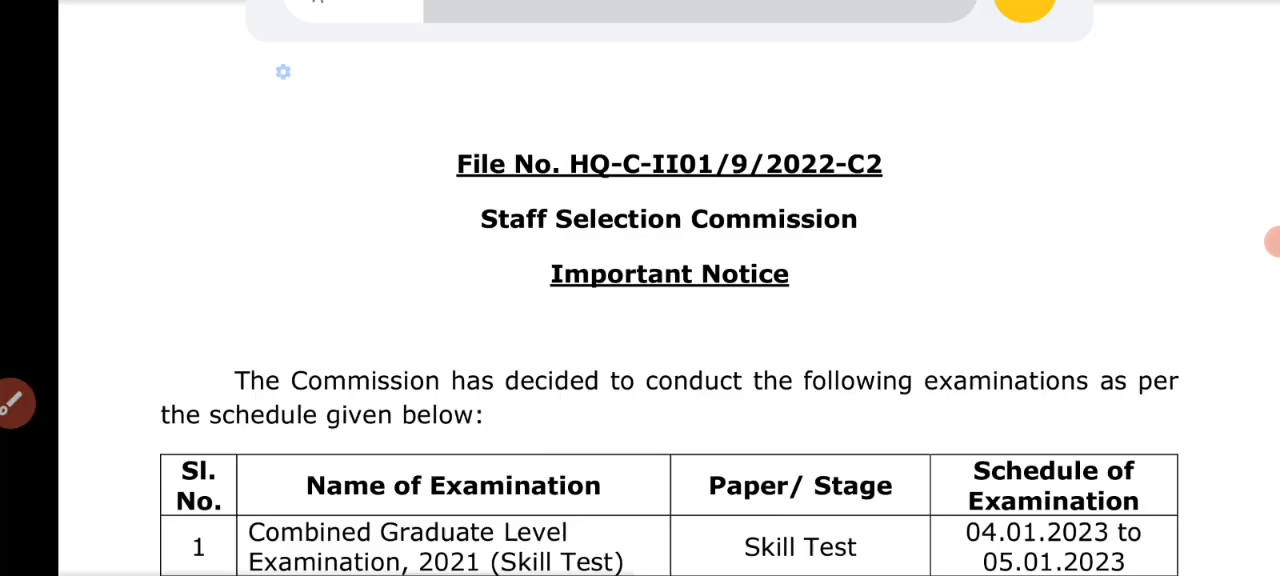 File No. HQ-C-II01/9/2022-C2
Staff Selection Commission
Important Notice
The Commission has decided to conduct the following examinations as per
the schedule given below:
Sl.
No.
Name of Examination
Paper/ Stage
Schedule of
Examination
1
Combined Graduate Level
Examination, 2021 (Skill Test)
Skill Test
04.01.2023 to
05.01.2023